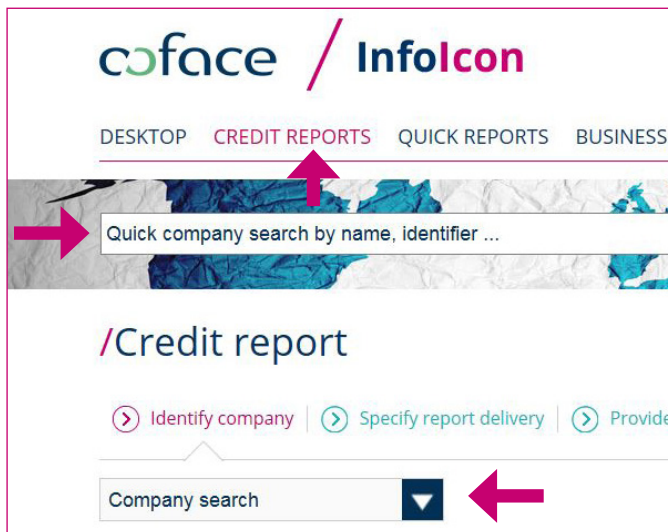 coface / InfoIcon
DESKTOP CREDIT REPORTS QUICK REPORTS BUSINESS
Quick company search by name, identifier ...
/Credit report
Identify company Specify report delivery Provide
Company search